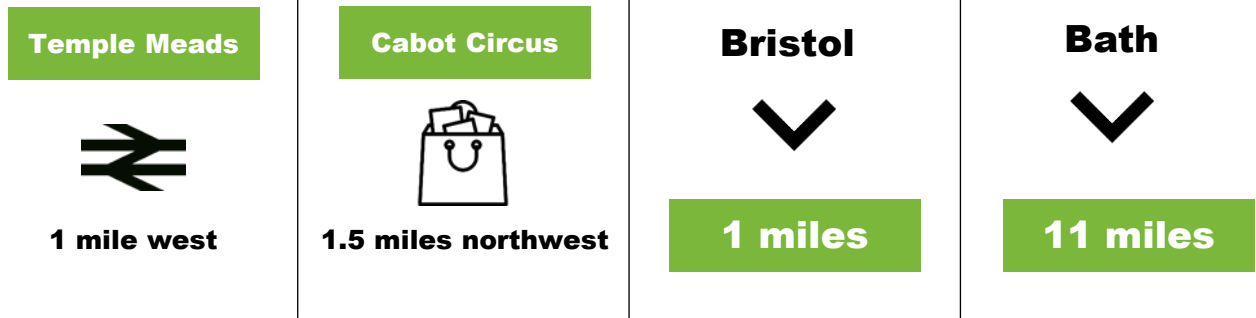 Temple Meads
1 mile west
Cabot Circus
1.5 miles northwest
Bristol
1 miles
Bath
11 miles